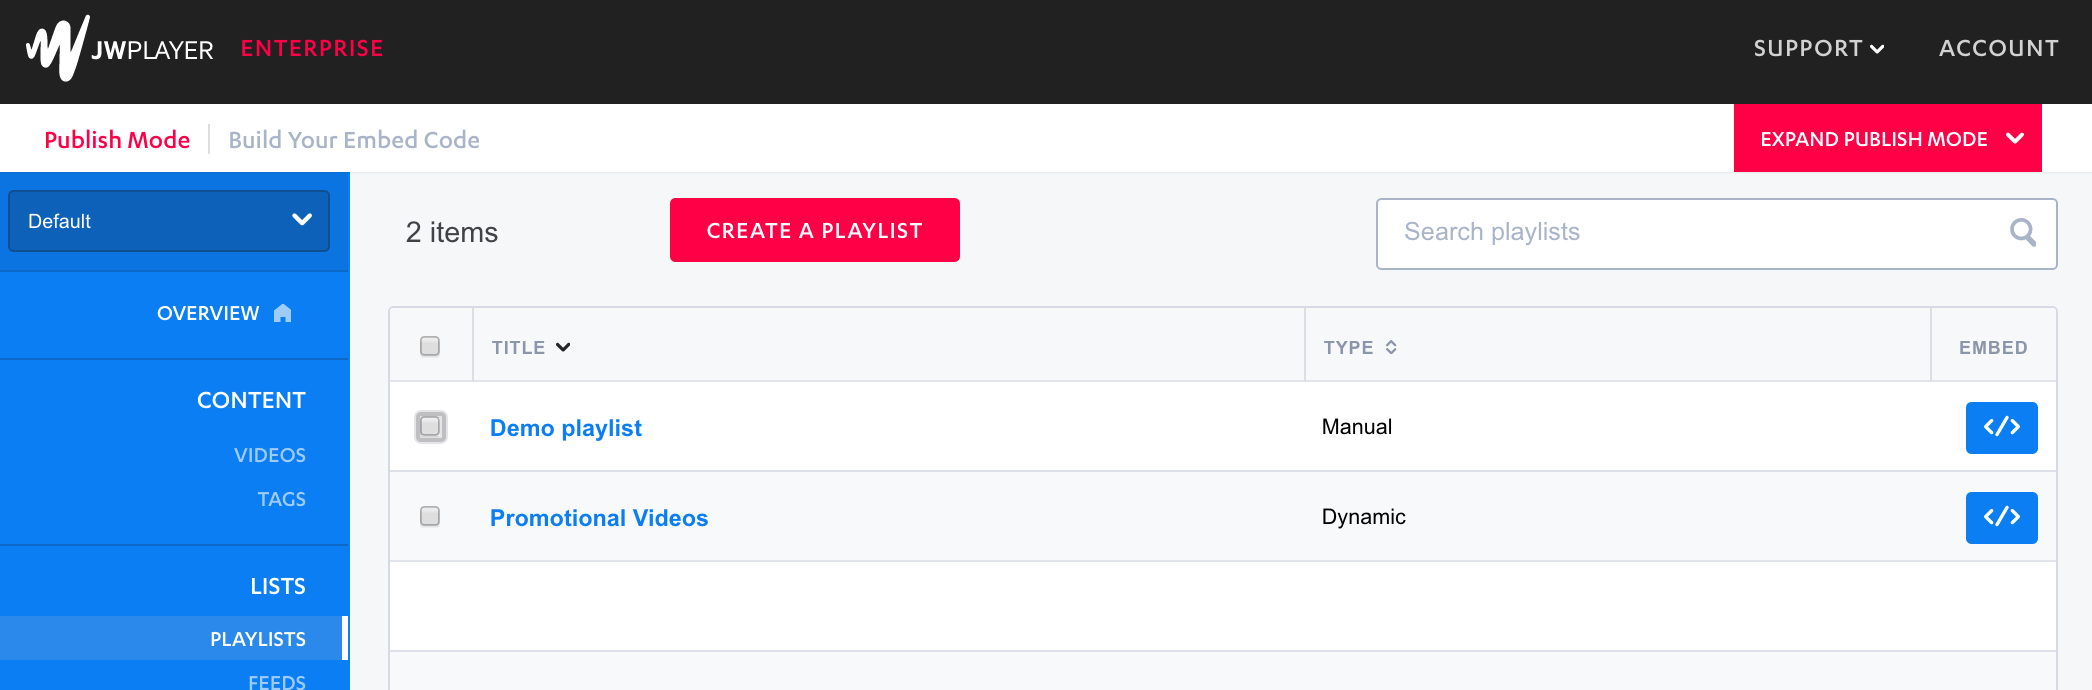 JWPLAYER ENTERPRISE SUPPORT ACCOUNT
Publish Mode Build Your Embed Code EXPAND PUBLISH MODE
Default
2 items CREATE A PLAYLIST Search playlists
OVERVIEW
TITLE TYPE EMBED
CONTENT
Demo playlist Manual </>
VIDEOS
TAGS
Promotional Videos Dynamic </>
LISTS
PLAYLISTS
FEEDS